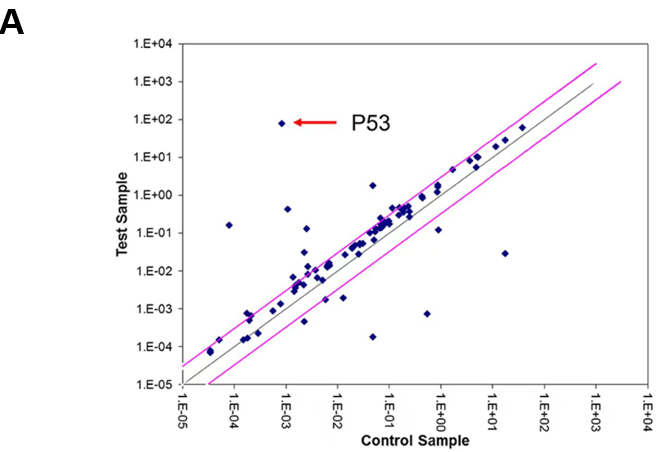 A
1.E+04
1.E+03
1.E+02
P53
1.E+01
1.E+00
1.E-01
1.E-02
1.E-03
1.E-04
1.E-05
Test Sample
1.E-05
1.E-04
1.E-03
1.E-02
1.E-01
1.E+00
1.E+01
1.E+02
1.E+03
1.E+04
Control Sample